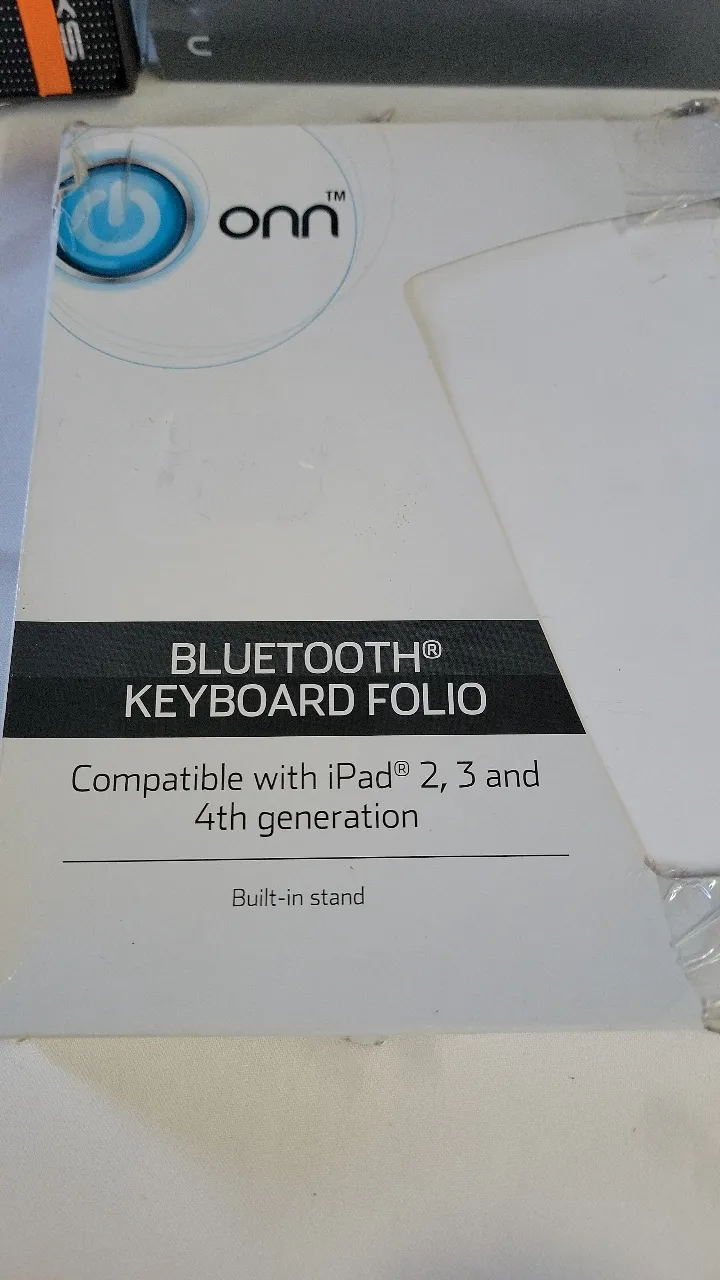 onn™
BLUETOOTH®
KEYBOARD FOLIO
Compatible with iPad® 2, 3 and
4th generation
Built-in stand